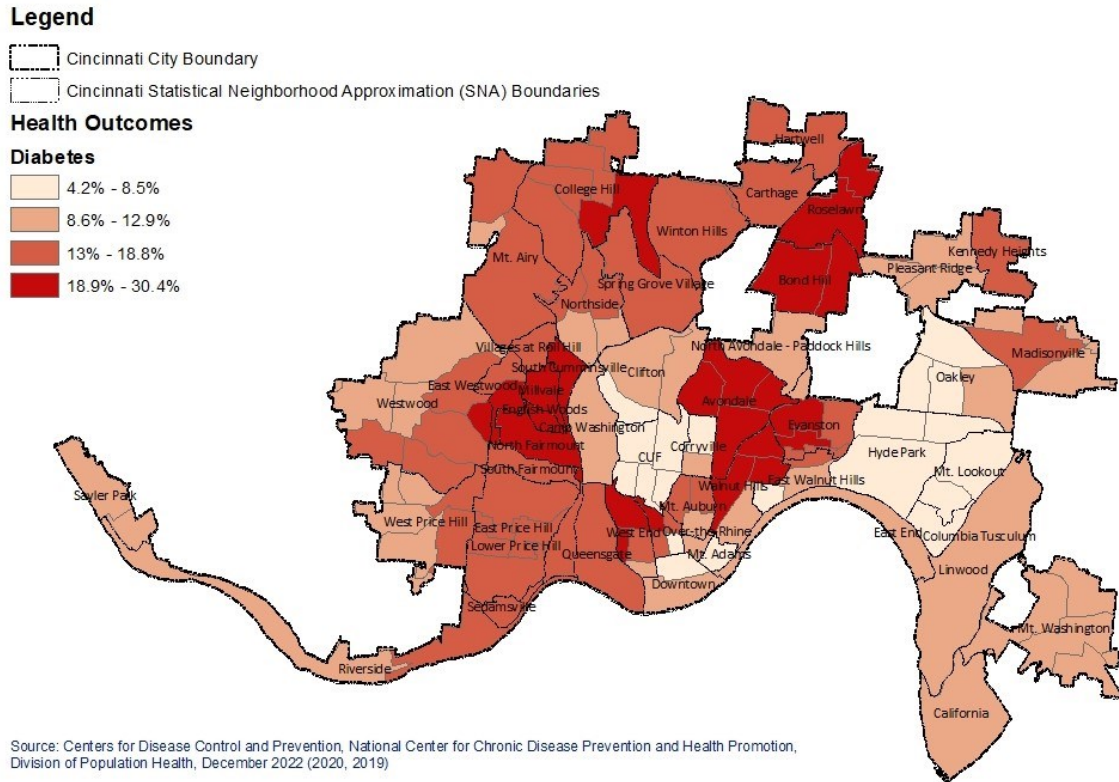 Legend
Cincinnati City Boundary
Cincinnati Statistical Neighborhood Approximation (SNA) Boundaries
Health Outcomes
Diabetes
4.2% - 8.5%
8.6% - 12.9%
13% - 18.8%
18.9% - 30.4%
Hartwell
College Hill
Carthage
Roselawn
Winton Hills
Kennedy Heights
Mt. Airy
Pleasant Ridge
Bond Hill
Spring Grove Village
Northside
Villages at Roll Hill
North Avondale - Paddock Hills
Madisonville
South Cumminsville
Clifton
Oakley
East Westwood
Millvale
Westwood
Avondale
English Woods
Camp Washington
Evanston
North Fairmount
Corryville
Hyde Park
CUF
South Fairmount
Mt. Lookout
East Walnut Hills
Walnut Hills
Sayler Park
Mt. Auburn
West Price Hill
East Price Hill
West End
Over-the-Rhine
East End
Columbia Tusculum
Lower Price Hill
Queensgate
Mt. Adams
Linwood
Downtown
Sedamsville
Mt. Washington
Riverside
California
Source: Centers for Disease Control and Prevention, National Center for Chronic Disease Prevention and Health Promotion,
Division of Population Health, December 2022 (2020, 2019)